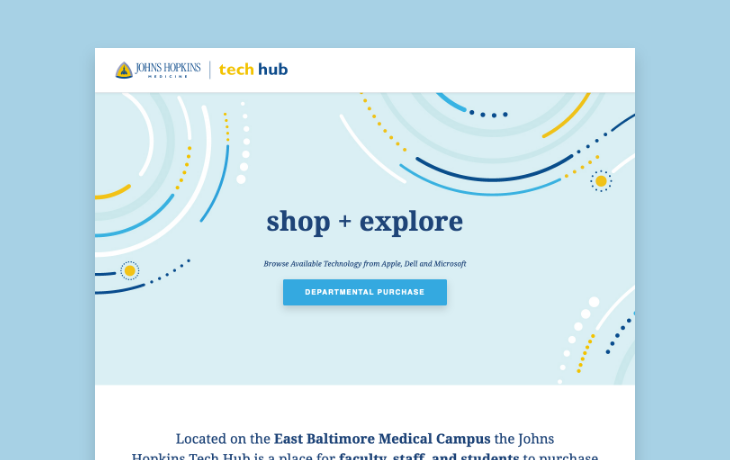 JOHNS HOPKINS
MEDICINE
tech hub
shop + explore
Browse Available Technology from Apple, Dell and Microsoft
DEPARTMENTAL PURCHASE
Located on the East Baltimore Medical Campus the Johns
Hopkins Tech Hub is a place for faculty, staff, and students to purchase